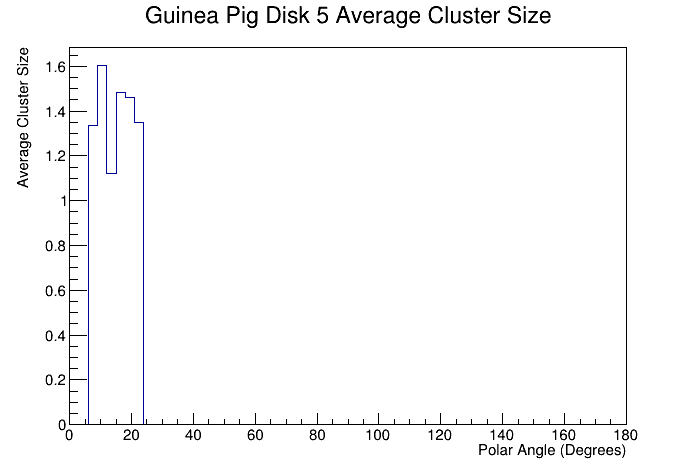 Guinea Pig Disk 5 Average Cluster Size
Average Cluster Size
1.6
1.4
1.2
1
0.8
0.6
0.4
0.2
0
0 20 40 60 80 100 120 140 160 180
Polar Angle (Degrees)